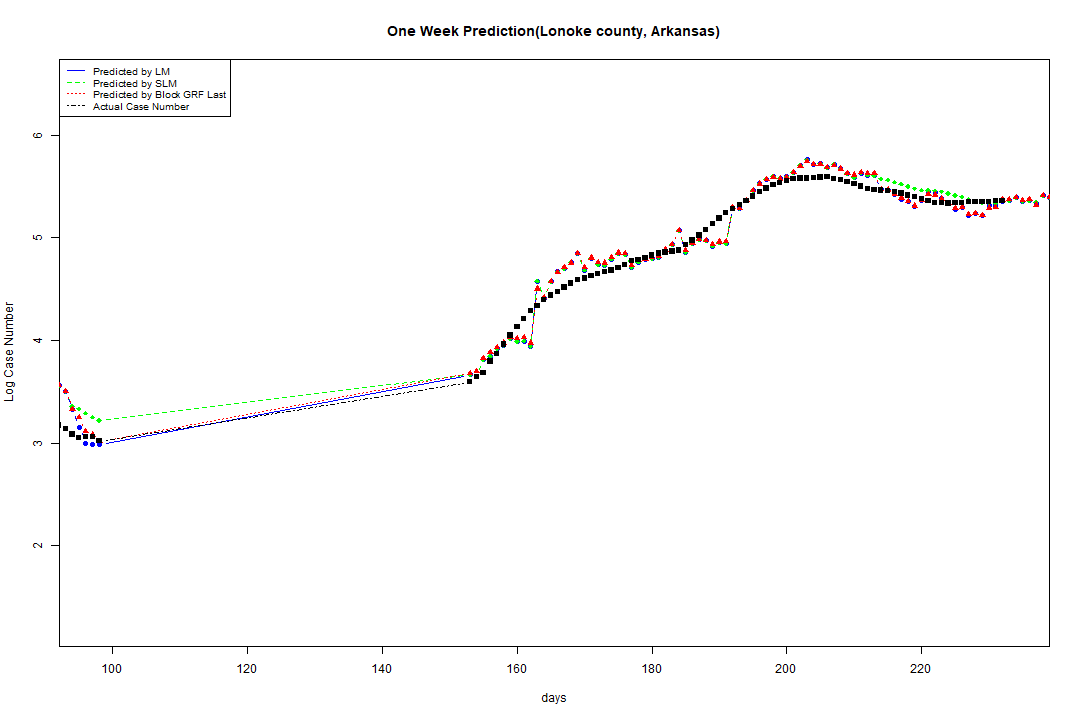 One Week Prediction(Lonoke county, Arkansas)
Predicted by LM
Predicted by SLM
Predicted by Block GRF Last
Actual Case Number
Log Case Number
6
5
4
3
2
100 120 140 160 180 200 220
days